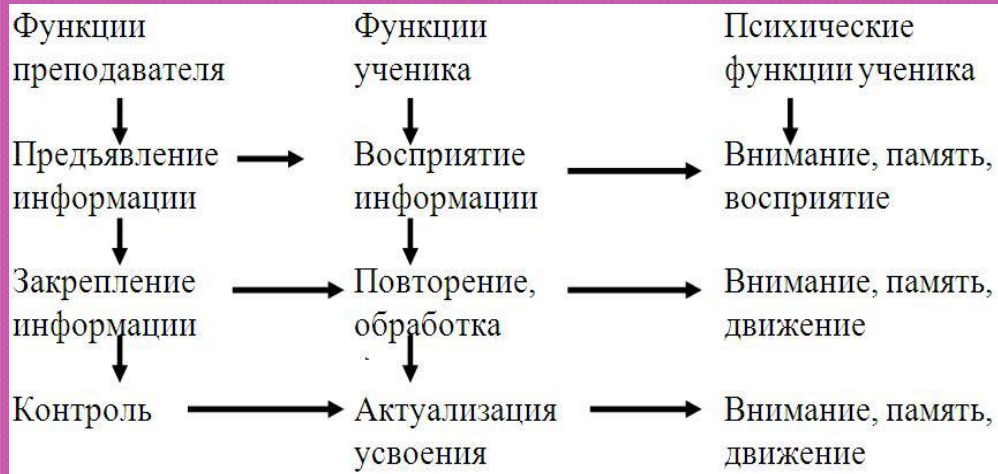 Функции
преподавателя
Функции
ученика
Психические
функции ученика
Предъявление
информации
Восприятие
информации
Внимание, память,
восприятие
Закрепление
информации
Повторение,
обработка
Внимание, память,
движение
Контроль
Актуализация
усвоения
Внимание, память,
движение